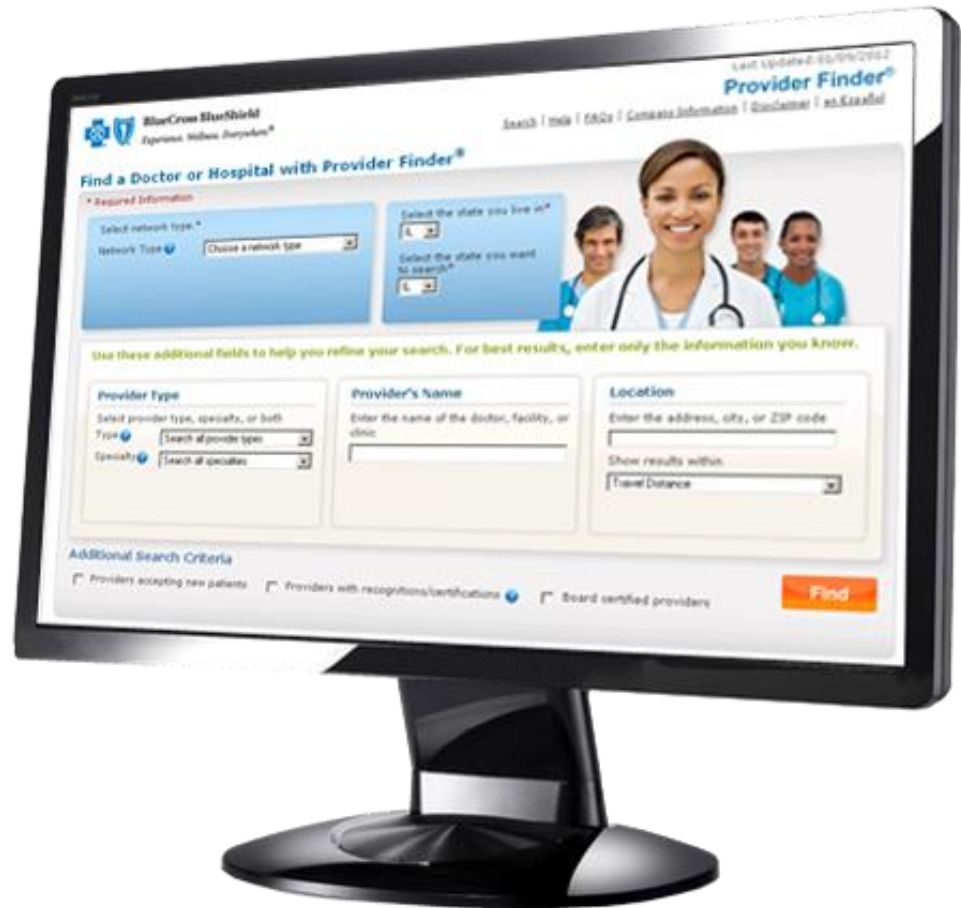 Last Updated: 01/09/2012
Provider Finder®
BlueCross BlueShield
Experience. Wellness. Everywhere.®
Search | Help | FAQs | Company Information | Disclaimer | en Español
Find a Doctor or Hospital with Provider Finder®
* Required Information
Select network type.*
Network Type
Choose a network type
Select the state you live in*
IL
Select the state you want
to search*
IL
Use these additional fields to help you refine your search. For best results, enter only the information you know.
Provider Type
Select provider type, specialty, or both
Type
Search all provider types
Specialty
Search all specialties
Provider's Name
Enter the name of the doctor, facility, or
clinic
Location
Enter the address, city, or ZIP code
Show results within
Travel Distance
Additional Search Criteria
Providers accepting new patients
Providers with recognitions/certifications
Board certified providers
Find